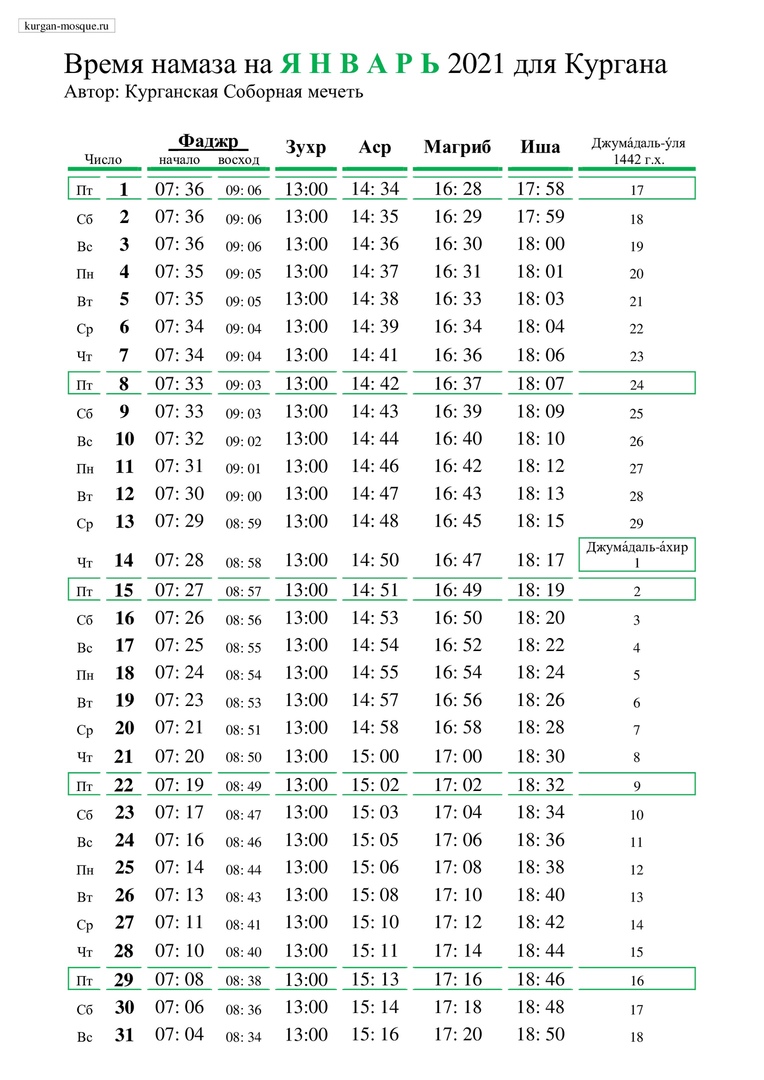 kurgan-mosque.ru
Время намаза на ЯНВАРЬ 2021 для Кургана
Автор: Курганская Соборная мечеть
Число Фаджр начало восход Зухр Аср Магриб Иша Джума́даль-у́ля 1442 г.х.
Пт 1 07: 36 09: 06 13:00 14: 34 16: 28 17: 58 17
Сб 2 07: 36 09: 06 13:00 14: 35 16: 29 17: 59 18
Вс 3 07: 36 09: 06 13:00 14: 36 16: 30 18: 00 19
Пн 4 07: 35 09: 05 13:00 14: 37 16: 31 18: 01 20
Вт 5 07: 35 09: 05 13:00 14: 38 16: 33 18: 03 21
Ср 6 07: 34 09: 04 13:00 14: 39 16: 34 18: 04 22
Чт 7 07: 34 09: 04 13:00 14: 41 16: 36 18: 06 23
Пт 8 07: 33 09: 03 13:00 14: 42 16: 37 18: 07 24
Сб 9 07: 33 09: 03 13:00 14: 43 16: 39 18: 09 25
Вс 10 07: 32 09: 02 13:00 14: 44 16: 40 18: 10 26
Пн 11 07: 31 09: 01 13:00 14: 46 16: 42 18: 12 27
Вт 12 07: 30 09: 00 13:00 14: 47 16: 43 18: 13 28
Ср 13 07: 29 08: 59 13:00 14: 48 16: 45 18: 15 29
Чт 14 07: 28 08: 58 13:00 14: 50 16: 47 18: 17 Джума́даль-а́хир 1
Пт 15 07: 27 08: 57 13:00 14: 51 16: 49 18: 19 2
Сб 16 07: 26 08: 56 13:00 14: 53 16: 50 18: 20 3
Вс 17 07: 25 08: 55 13:00 14: 54 16: 52 18: 22 4
Пн 18 07: 24 08: 54 13:00 14: 55 16: 54 18: 24 5
Вт 19 07: 23 08: 53 13:00 14: 57 16: 56 18: 26 6
Ср 20 07: 21 08: 51 13:00 14: 58 16: 58 18: 28 7
Чт 21 07: 20 08: 50 13:00 15: 00 17: 00 18: 30 8
Пт 22 07: 19 08: 49 13:00 15: 02 17: 02 18: 32 9
Сб 23 07: 17 08: 47 13:00 15: 03 17: 04 18: 34 10
Вс 24 07: 16 08: 46 13:00 15: 05 17: 06 18: 36 11
Пн 25 07: 14 08: 44 13:00 15: 06 17: 08 18: 38 12
Вт 26 07: 13 08: 43 13:00 15: 08 17: 10 18: 40 13
Ср 27 07: 11 08: 41 13:00 15: 10 17: 12 18: 42 14
Чт 28 07: 10 08: 40 13:00 15: 11 17: 14 18: 44 15
Пт 29 07: 08 08: 38 13:00 15: 13 17: 16 18: 46 16
Сб 30 07: 06 08: 36 13:00 15: 14 17: 18 18: 48 17
Вс 31 07: 04 08: 34 13:00 15: 16 17: 20 18: 50 18